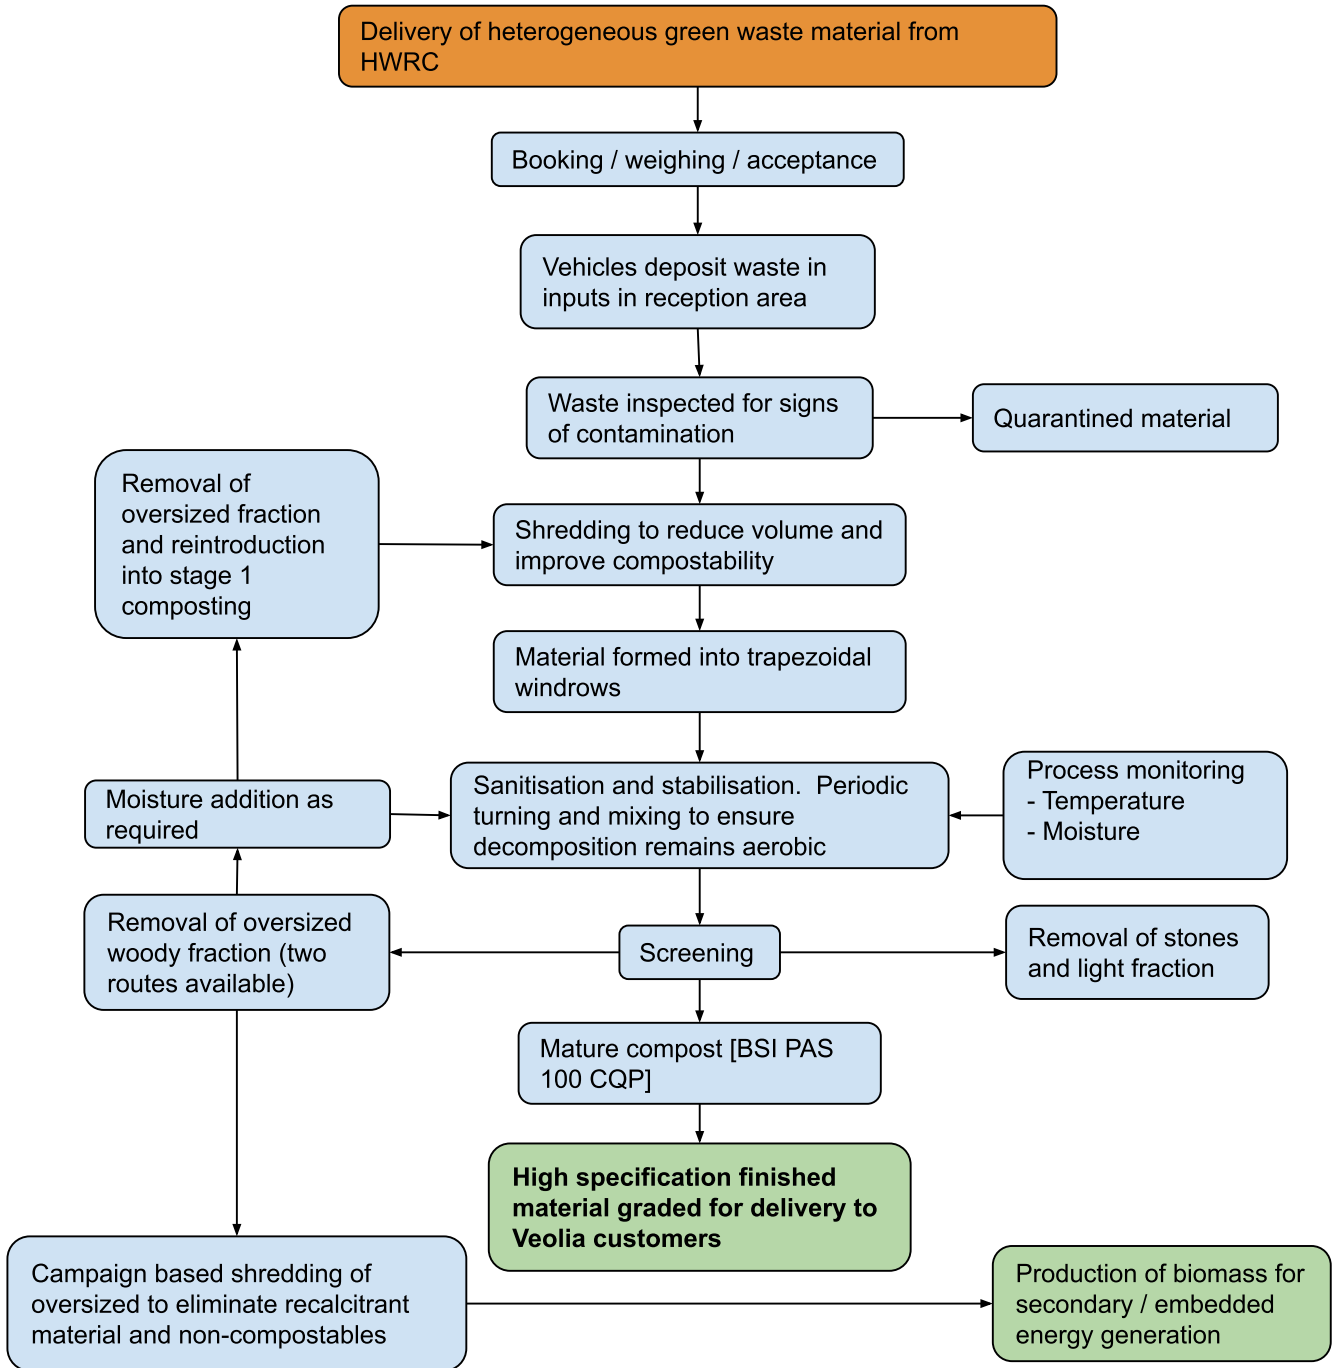 Delivery of heterogeneous green waste material from
HWRC
Booking / weighing / acceptance
Vehicles deposit waste in
inputs in reception area
Waste inspected for signs
of contamination
Quarantined material
Removal of
oversized fraction
and reintroduction
into stage 1
composting
Shredding to reduce volume and
improve compostability
Material formed into trapezoidal
windrows
Moisture addition as
required
Sanitisation and stabilisation.  Periodic
turning and mixing to ensure
decomposition remains aerobic
Process monitoring
- Temperature
- Moisture
Removal of oversized
woody fraction (two
routes available)
Screening
Removal of stones
and light fraction
Mature compost [BSI PAS
100 CQP]
High specification finished
material graded for delivery to
Veolia customers
Campaign based shredding of
oversized to eliminate recalcitrant
material and non-compostables
Production of biomass for
secondary / embedded
energy generation